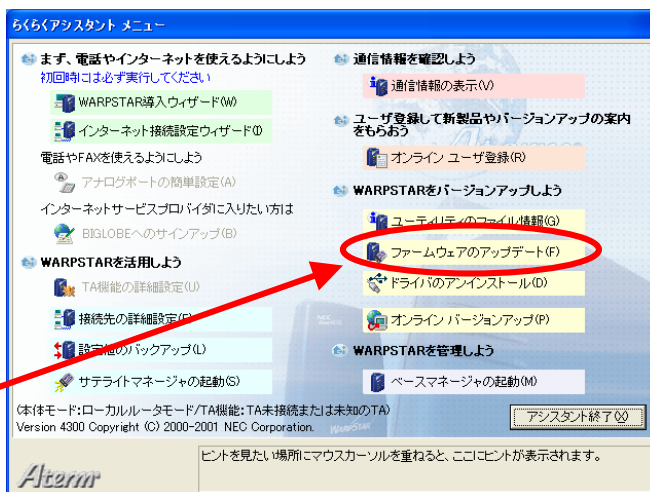 らくらくアシスタント メニュー
まず、電話やインターネットを使えるようにしよう
初回時には必ず実行してください
WARPSTAR導入ウィザード(W)
インターネット接続設定ウィザード(I)
電話やFAXを使えるようにしよう
アナログポートの簡単設定(A)
インターネットサービスプロバイダに入りたい方は
BIGLOBEへのサインアップ(B)
WARPSTARを活用しよう
TA機能の詳細設定(U)
接続先の詳細設定(E)
設定値のバックアップ(L)
サテライトマネージャの起動(S)
通信情報を確認しよう
通信情報の表示(V)
ユーザ登録して新製品やバージョンアップの案内
をもらおう
オンライン ユーザ登録(R)
WARPSTARをバージョンアップしよう
ユーティリティのファイル情報(G)
ファームウェアのアップデート(F)
ドライバのアンインストール(D)
オンライン バージョンアップ(P)
WARPSTARを管理しよう
ベースマネージャの起動(M)
(本体モード:ローカルルータモード/TA機能:TA未接続または未知のTA)
Version 4300 Copyright (C) 2000-2001 NEC Corporation.
WARPSTAR
アシスタント終了(X)
Aterm
ヒントを見たい場所にマウスカーソルを重ねると、ここにヒントが表示されます。